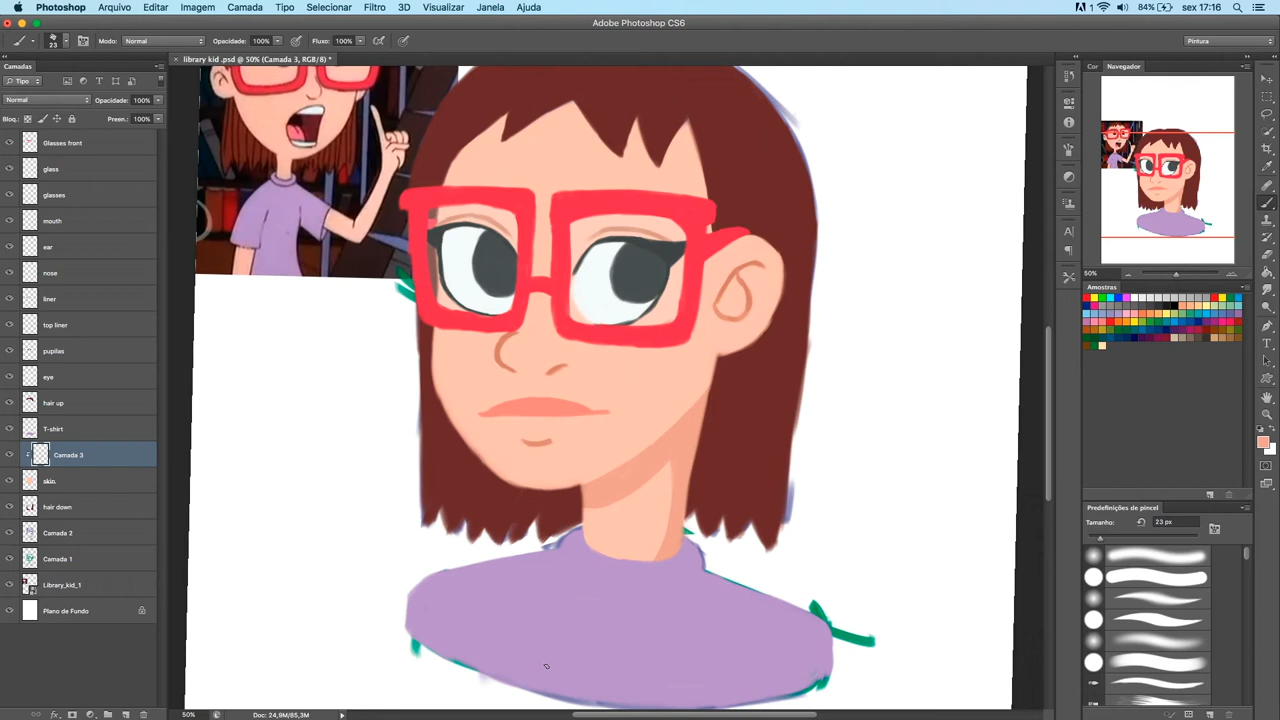 Photoshop Arquivo Editar Imagem Camada Tipo Selecionar Filtro 3D Visualizar Janela Ajuda 1 84% sex 17:16
Adobe Photoshop CS6
23 Modo: Normal Opacidade: 100% Fluxo: 100% Pintura
library kid .psd @ 50% (Camada 3, RGB/8) *
Camadas
Tipo
Normal Opacidade: 100%
Bloq.: Preen.: 100%
Glasses front
glass
glasses
mouth
ear
nose
liner
top liner
pupilas
eye
hair up
T-shirt
Camada 3
skin.
hair down
Camada 2
Camada 1
Library_kid_1
Plano de Fundo
fx
50% Doc: 24,9M/85,3M
Cor Navegador
50%
Amostras
Predefinições de pincel
Tamanho: 23 px